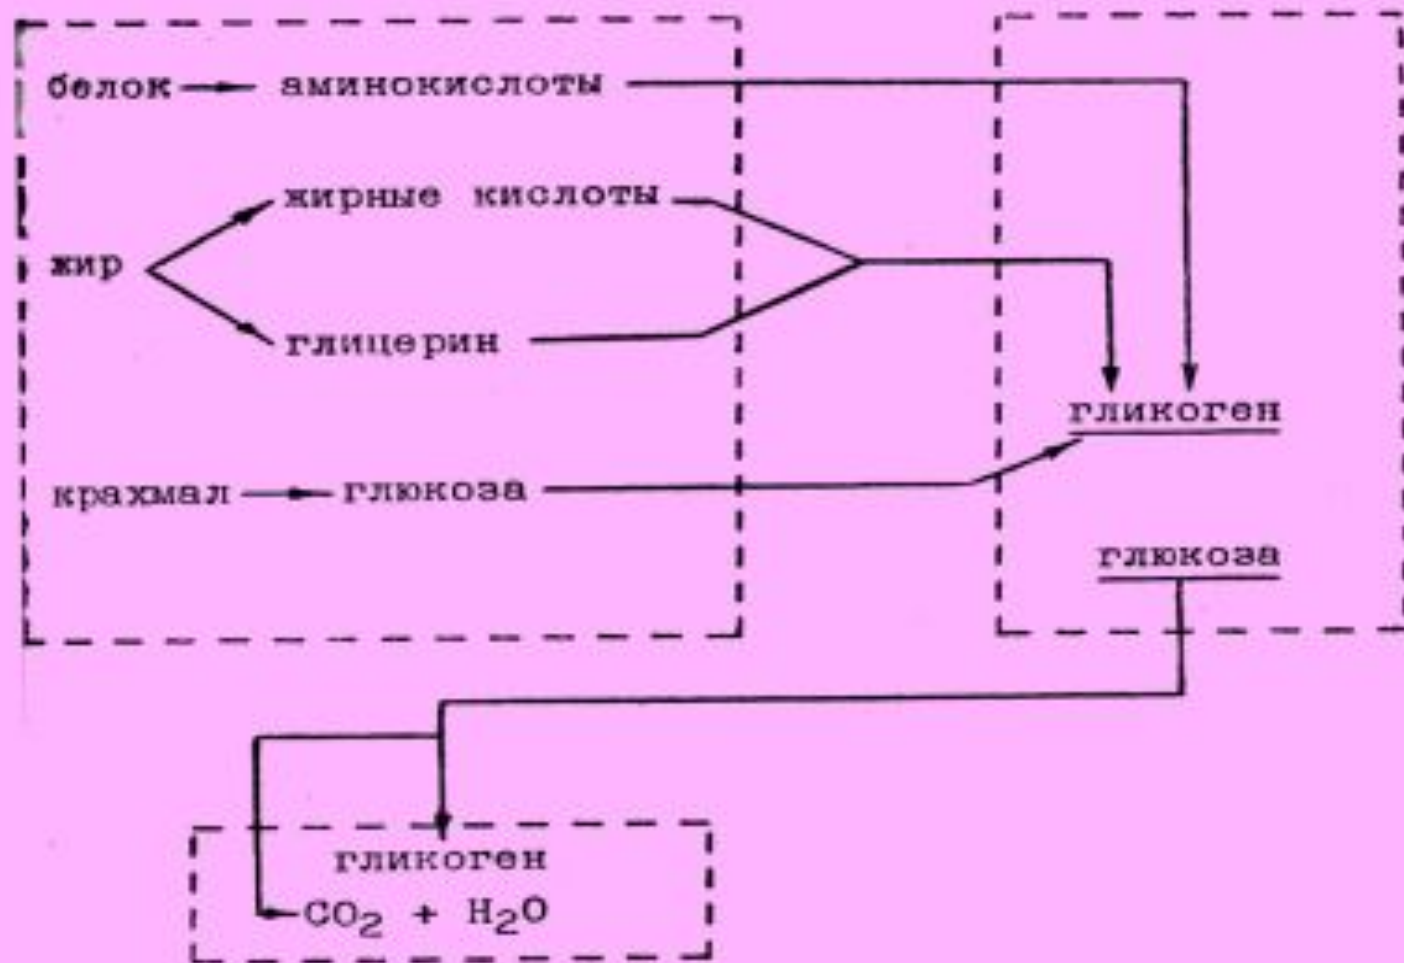 белок аминокислоты
жирные кислоты
жир
глицерин
гликоген
крахмал глюкоза
глюкоза
гликоген
CO₂ + H₂O